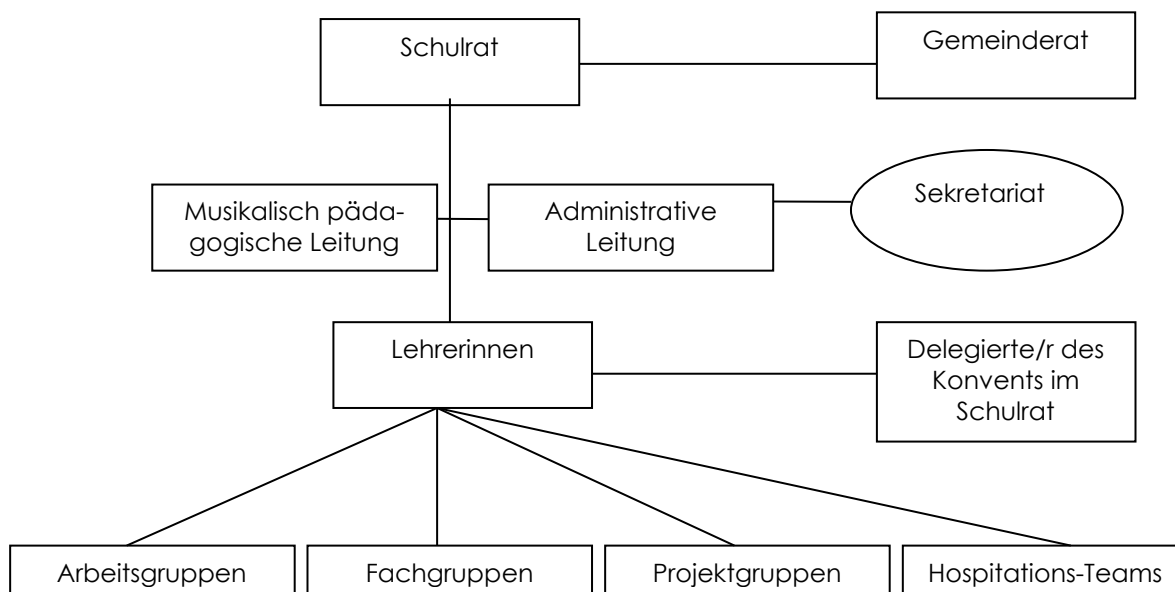 Schulrat
Gemeinderat
Musikalisch päda-
gogische Leitung
Administrative
Leitung
Sekretariat
Lehrerinnen
Delegierte/r des
Konvents im
Schulrat
Arbeitsgruppen
Fachgruppen
Projektgruppen
Hospitations-Teams